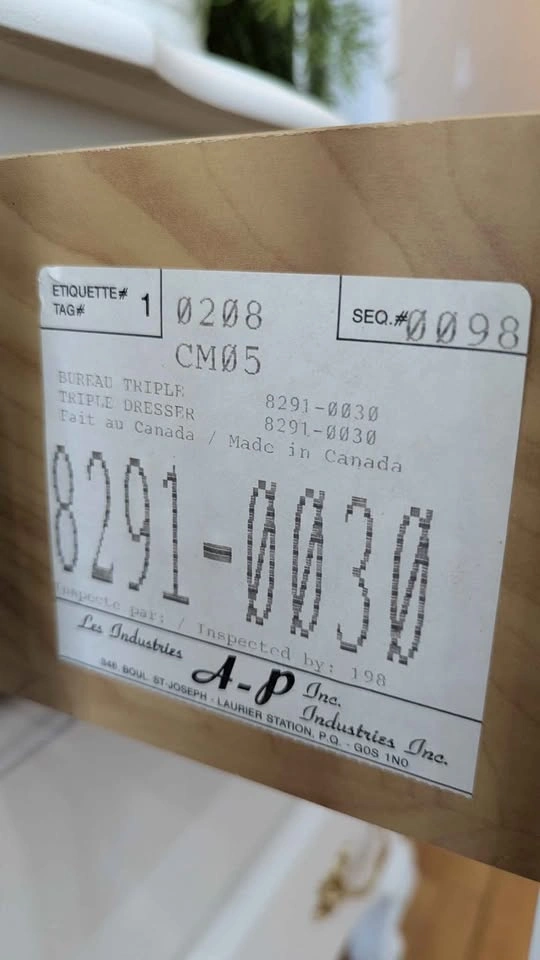 ETIQUETTE#
TAG# 1
0208
CM05
SEQ.# 0098
BUREAU TRIPLE 8291-0030
TRIPLE DRESSER 8291-0030
Fait au Canada / Made in Canada
8291-0030
Inspecte par: / Inspected by: 198
Les Industries A-P Inc.
Industries Inc.
348, BOUL. ST-JOSEPH - LAURIER STATION, P.Q. - G0S 1N0